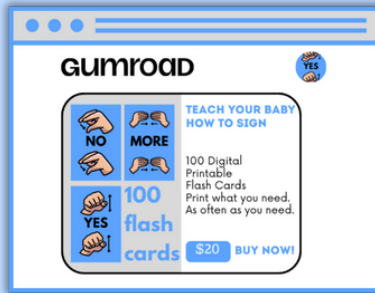 GUMROAD
YES
NO
MORE
YES
100
flash
cards
TEACH YOUR BABY
HOW TO SIGN
100 Digital
Printable
Flash Cards
Print what you need.
As often as you need.
$20
BUY NOW!